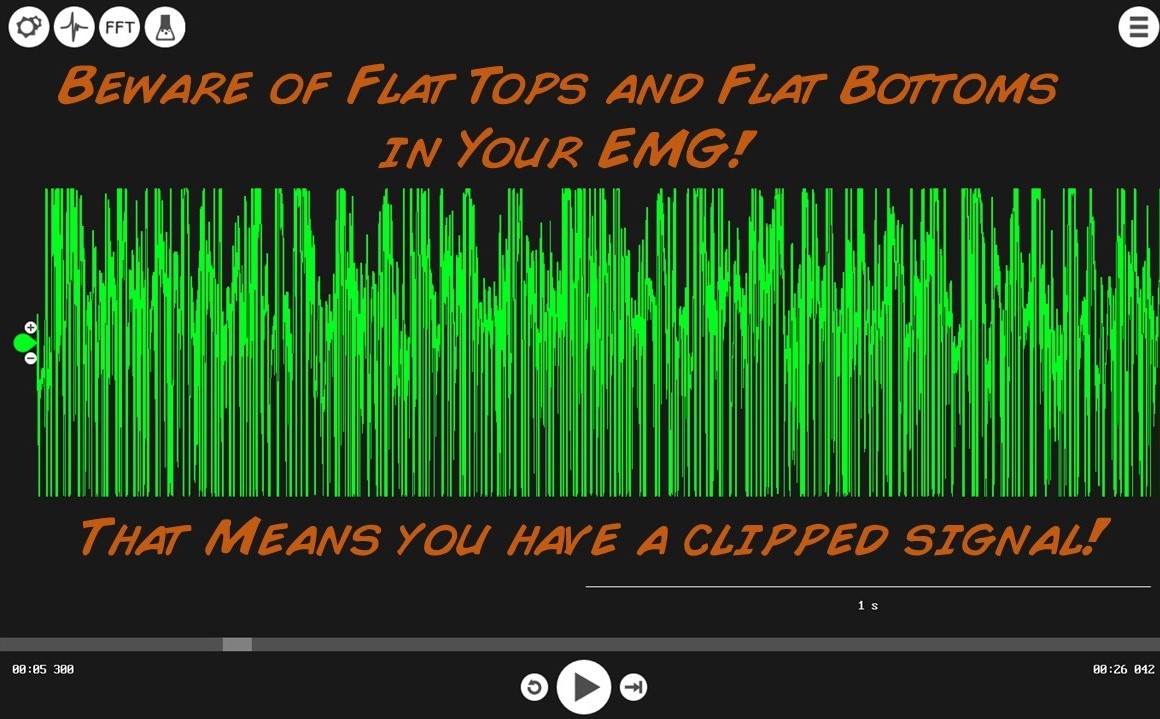 FFT
Beware of Flat Tops and Flat Bottoms
in Your EMG!
That Means you have a clipped signal!
1 s
00:05 300
00:26 042